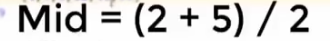 Mid = (2 + 5) / 2